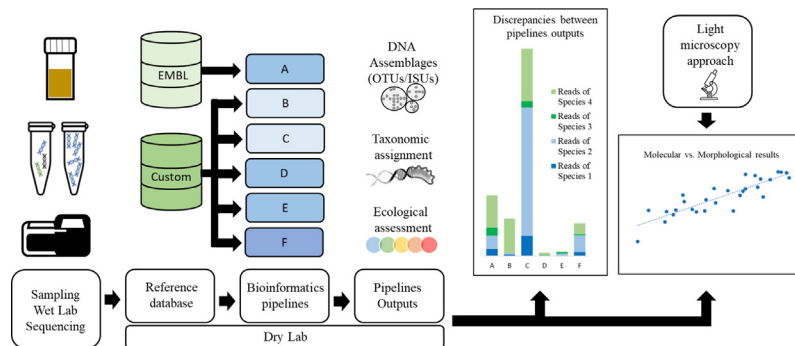 EMBL
Custom
A
B
C
D
E
F
DNA
Assemblages
(OTUs/ISUs)
Taxonomic
assignment
Ecological
assessment
Discrepancies between
pipelines outputs
Reads of
Species 4
Reads of
Species 3
Reads of
Species 2
Reads of
Species 1
A B C D E F
Light
microscopy
approach
Molecular vs. Morphological results
Sampling
Wet Lab
Sequencing
Reference
database
Bioinformatics
pipelines
Pipelines
Outputs
Dry Lab